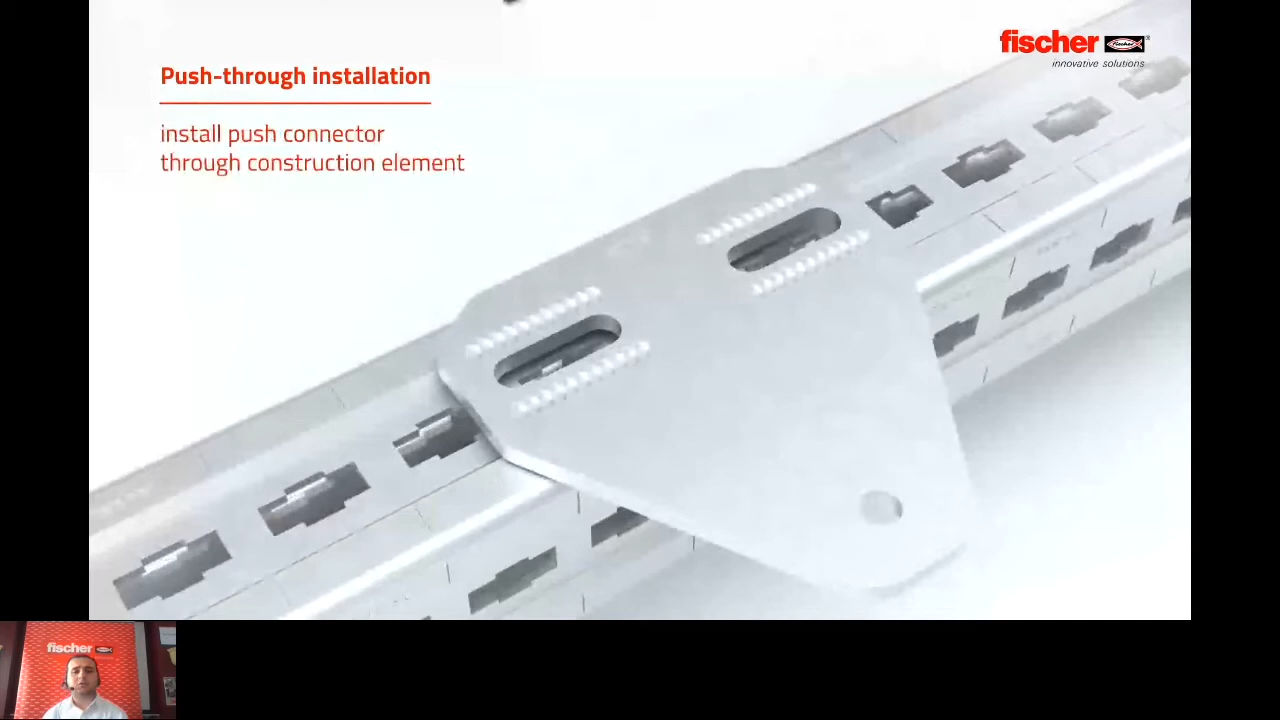 fischer
innovative solutions
Push-through installation
install push connector
through construction element
fischer